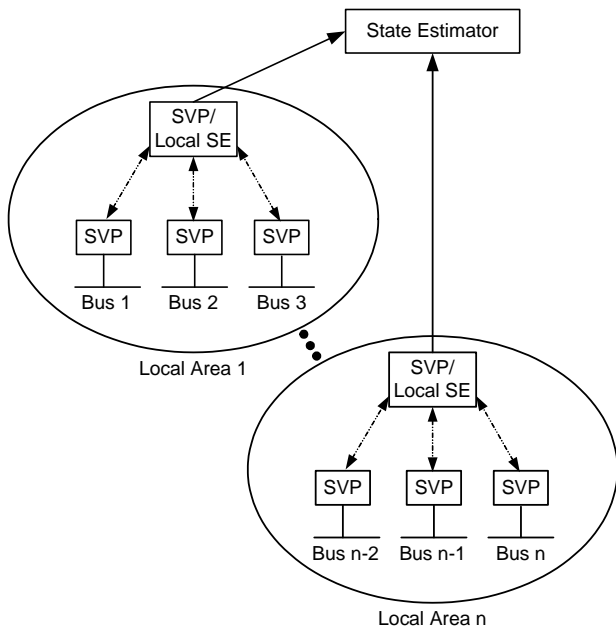 State Estimator
SVP/
Local SE
SVP
SVP
SVP
Bus 1
Bus 2
Bus 3
Local Area 1
SVP/
Local SE
SVP
SVP
SVP
Bus n-2
Bus n-1
Bus n
Local Area n